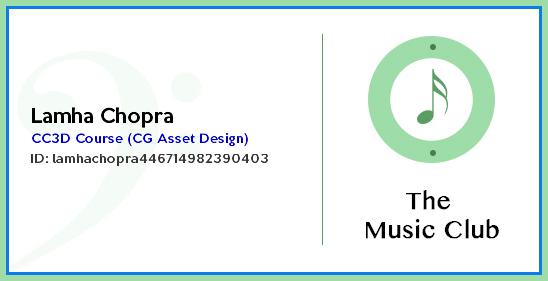 Lamha Chopra
CC3D Course (CG Asset Design)
ID: lamhachopra446714982390403
The
Music Club